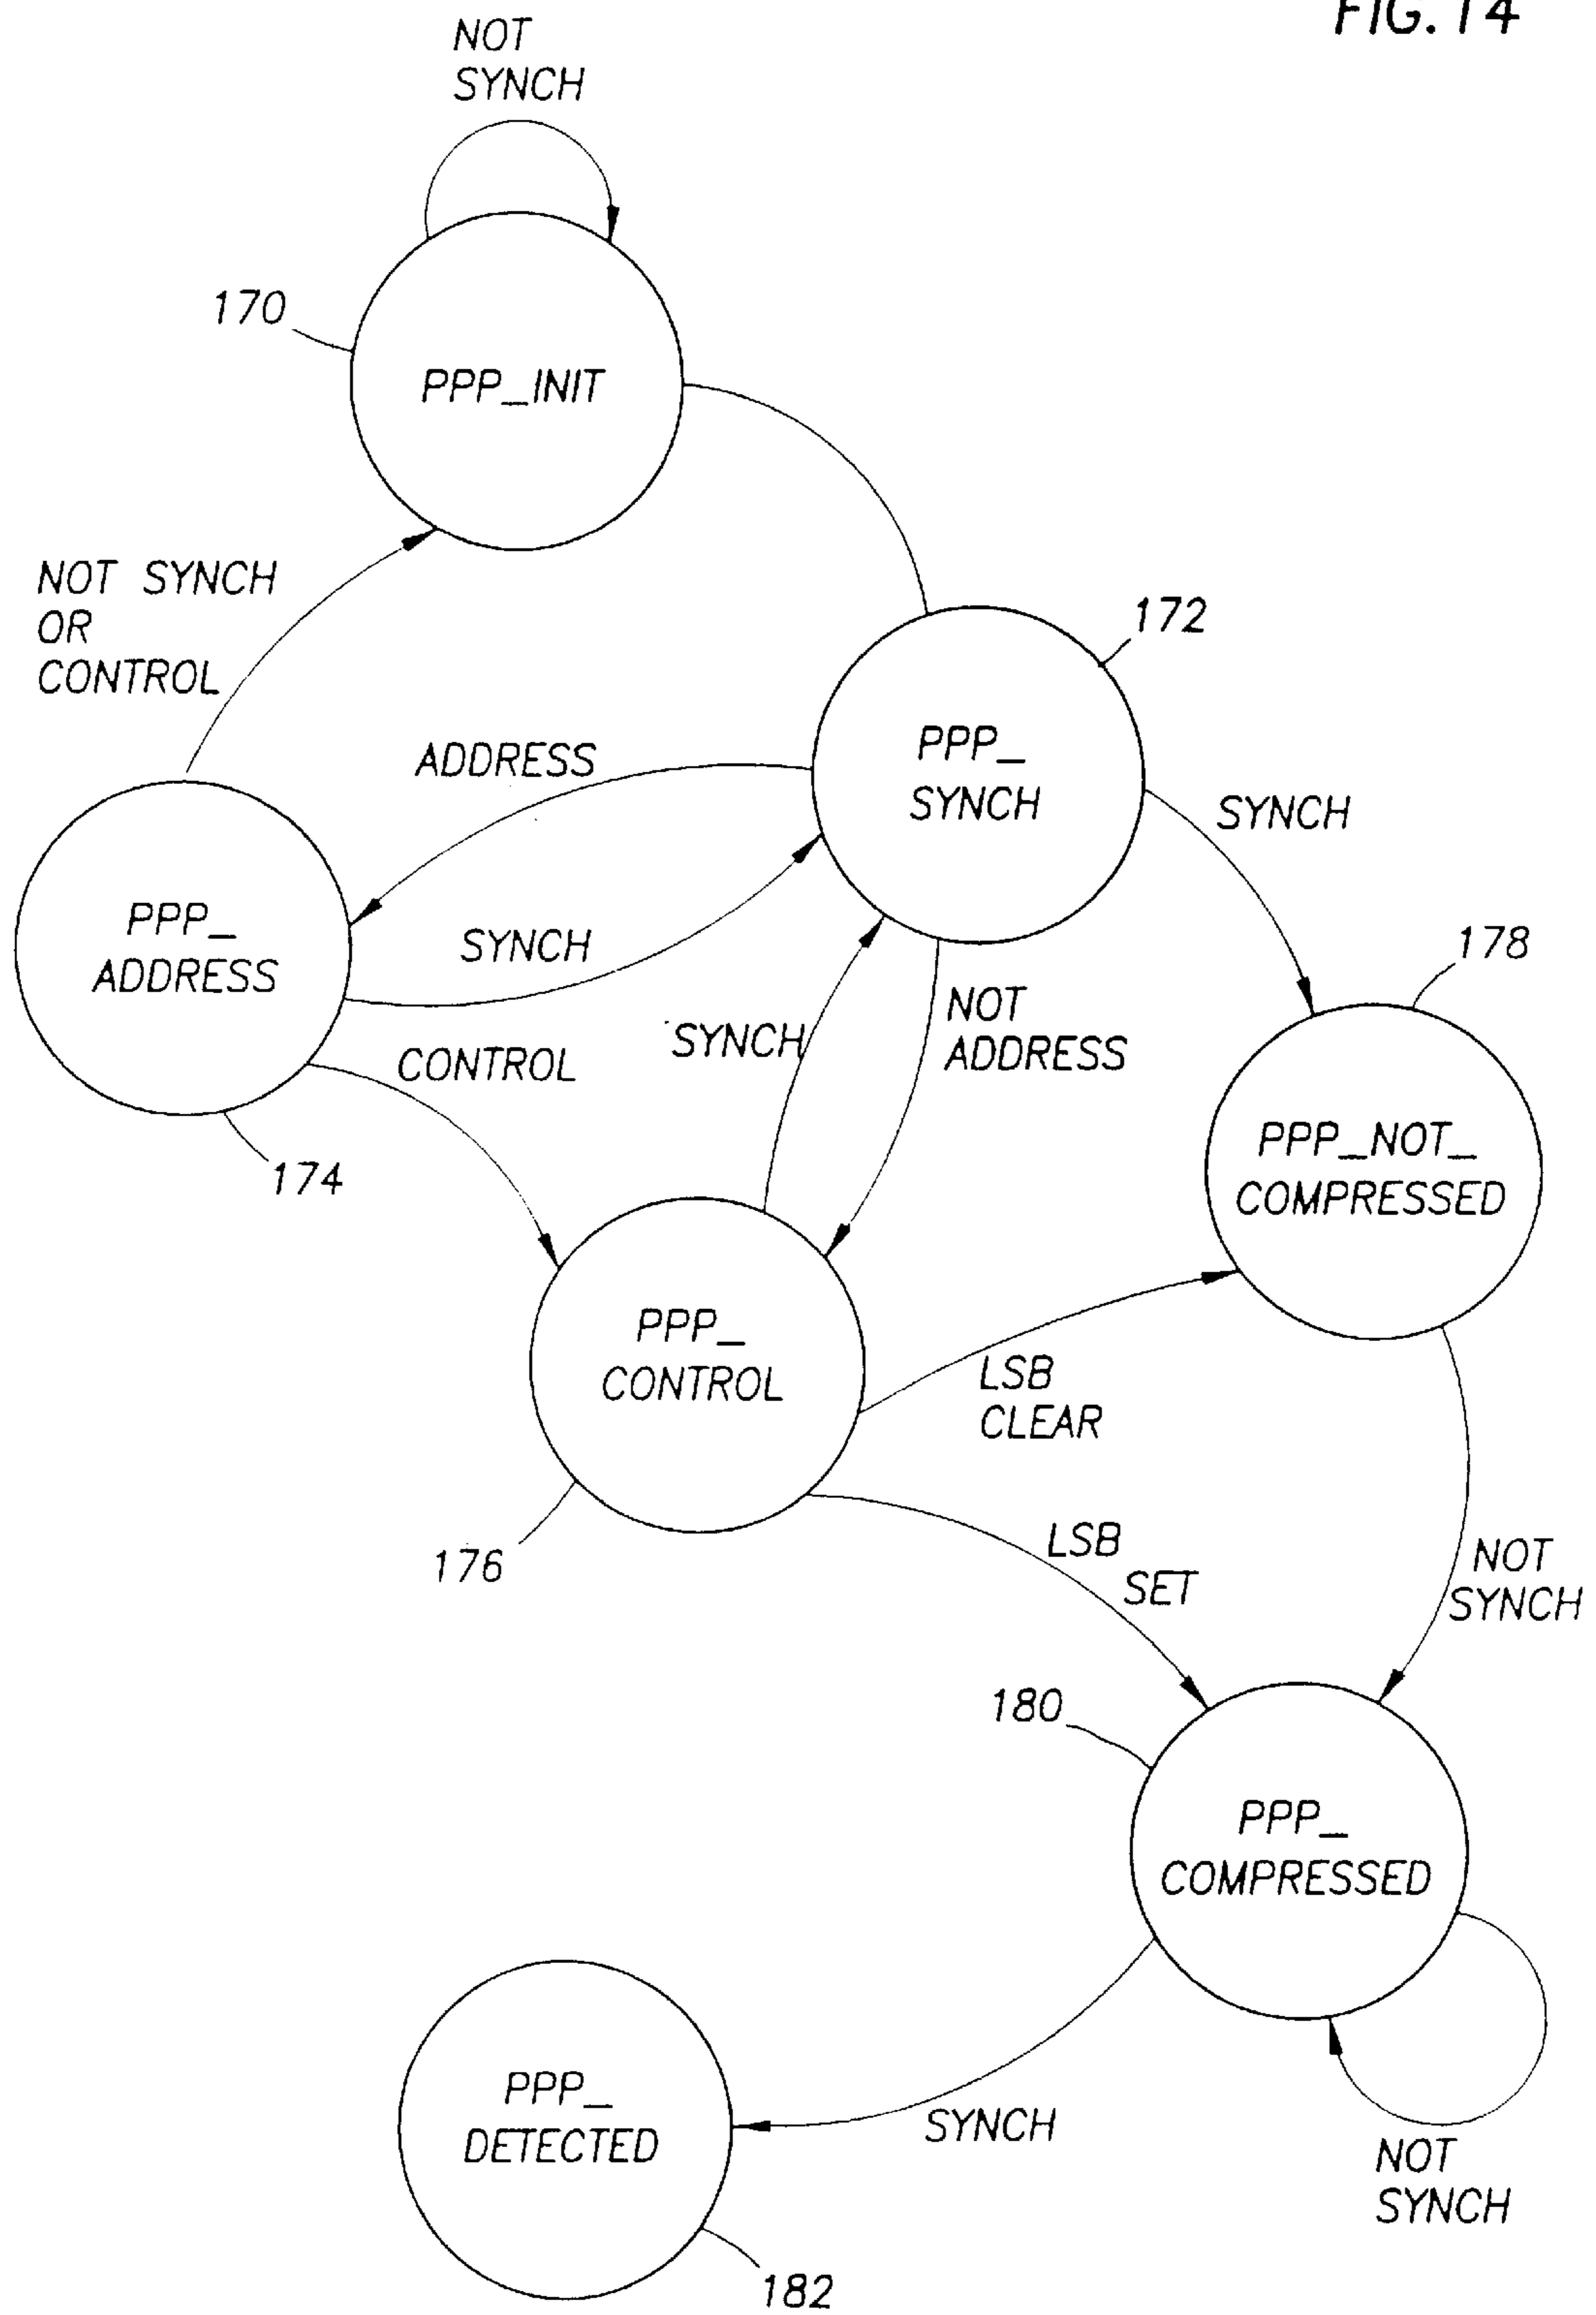 FIG. 14
NOT
SYNCH
170
PPP_INIT
NOT SYNCH
OR
CONTROL
172
PPP_
SYNCH
ADDRESS
SYNCH
PPP_
ADDRESS
SYNCH
178
NOT
ADDRESS
SYNCH
CONTROL
174
PPP_NOT_
COMPRESSED
PPP_
CONTROL
LSB
CLEAR
176
LSB
SET
NOT
SYNCH
180
PPP_
COMPRESSED
PPP_
DETECTED
SYNCH
NOT
SYNCH
182